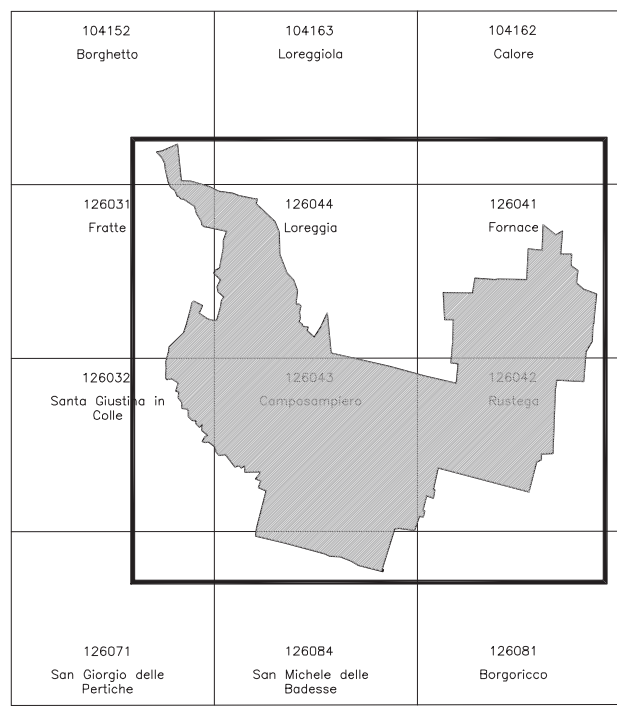 104152
Borghetto
104163
Loreggiola
104162
Calore
126031
Fratte
126044
Loreggia
126041
Fornace
126032
Santa Giustina in
Colle
126043
Camposampiero
126042
Rustega
126071
San Giorgio delle
Pertiche
126084
San Michele delle
Badesse
126081
Borgoricco